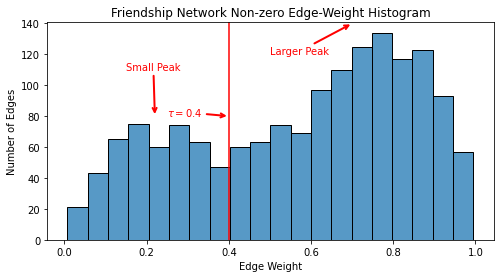 Friendship Network Non-zero Edge-Weight Histogram
140
120
100
80
60
40
20
0
Number of Edges
Small Peak
τ = 0.4
Larger Peak
0.0 0.2 0.4 0.6 0.8 1.0
Edge Weight